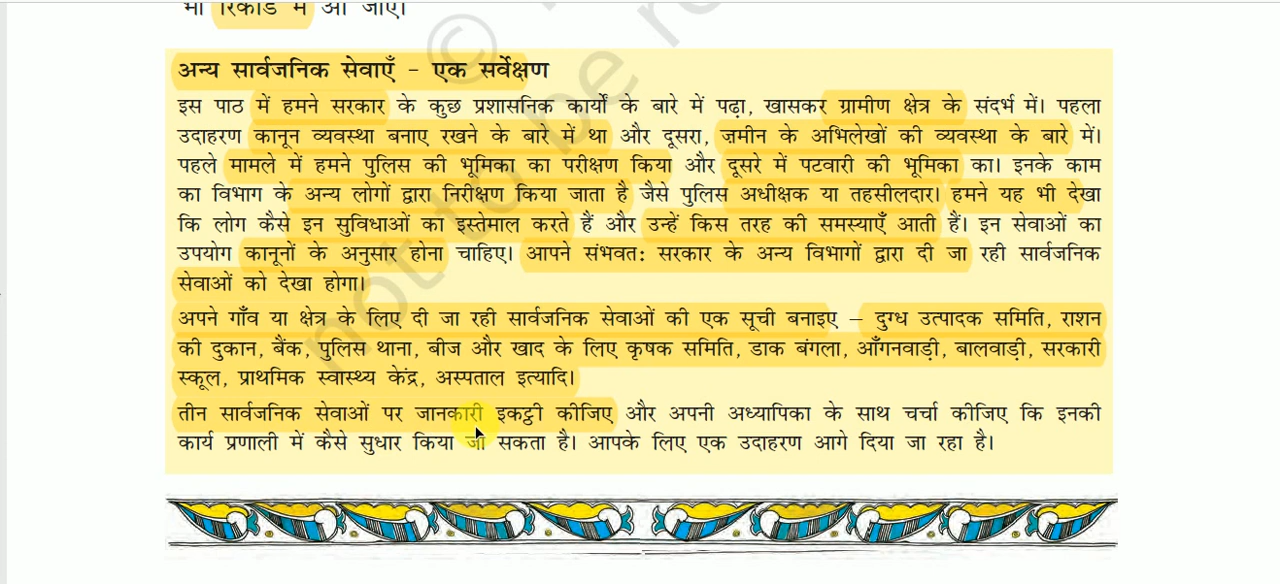 भी रिकॉर्ड में आ जाए।
अन्य सार्वजनिक सेवाएँ – एक सर्वेक्षण
इस पाठ में हमने सरकार के कुछ प्रशासनिक कार्यों के बारे में पढ़ा, खासकर ग्रामीण क्षेत्र के संदर्भ में। पहला
उदाहरण कानून व्यवस्था बनाए रखने के बारे में था और दूसरा, ज़मीन के अभिलेखों की व्यवस्था के बारे में।
पहले मामले में हमने पुलिस की भूमिका का परीक्षण किया और दूसरे में पटवारी की भूमिका का। इनके काम
का विभाग के अन्य लोगों द्वारा निरीक्षण किया जाता है जैसे पुलिस अधीक्षक या तहसीलदार। हमने यह भी देखा
कि लोग कैसे इन सुविधाओं का इस्तेमाल करते हैं और उन्हें किस तरह की समस्याएँ आती हैं। इन सेवाओं का
उपयोग कानूनों के अनुसार होना चाहिए। आपने संभवत: सरकार के अन्य विभागों द्वारा दी जा रही सार्वजनिक
सेवाओं को देखा होगा।
अपने गाँव या क्षेत्र के लिए दी जा रही सार्वजनिक सेवाओं की एक सूची बनाइए – दुग्ध उत्पादक समिति, राशन
की दुकान, बैंक, पुलिस थाना, बीज और खाद के लिए कृषक समिति, डाक बंगला, आँगनवाड़ी, बालवाड़ी, सरकारी
स्कूल, प्राथमिक स्वास्थ्य केंद्र, अस्पताल इत्यादि।
तीन सार्वजनिक सेवाओं पर जानकारी इकट्ठी कीजिए और अपनी अध्यापिका के साथ चर्चा कीजिए कि इनकी
कार्य प्रणाली में कैसे सुधार किया जा सकता है। आपके लिए एक उदाहरण आगे दिया जा रहा है।
© not to be re